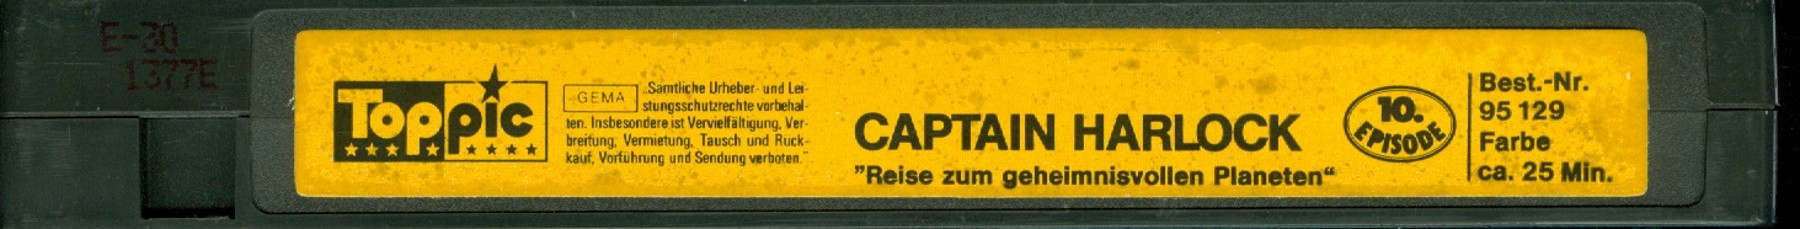 E-30
1377E
Toppic
GEMA
„Sämtliche Urheber- und Lei-
stungsschutzrechte vorbehal-
ten. Insbesondere ist Vervielfältigung, Ver-
breitung, Vermietung, Tausch und Rück-
kauf, Vorführung und Sendung verboten."
CAPTAIN HARLOCK
”Reise zum geheimnisvollen Planeten“
10.
EPISODE
Best.-Nr.
95 129
Farbe
ca. 25 Min.